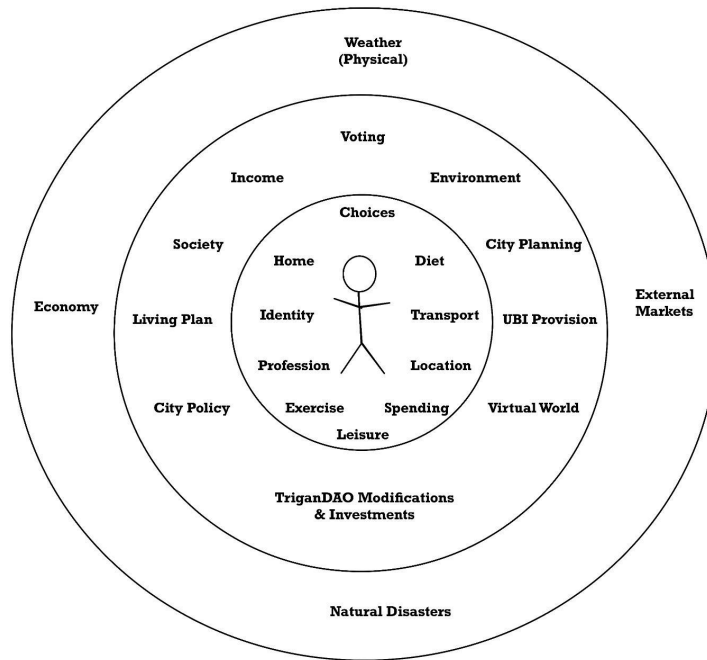 Weather
(Physical)
Voting
Income
Environment
Choices
Society
City Planning
Home
Diet
Economy
External
Markets
Living Plan
Identity
Transport
UBI Provision
Profession
Location
City Policy
Exercise
Spending
Virtual World
Leisure
TriganDAO Modifications
& Investments
Natural Disasters